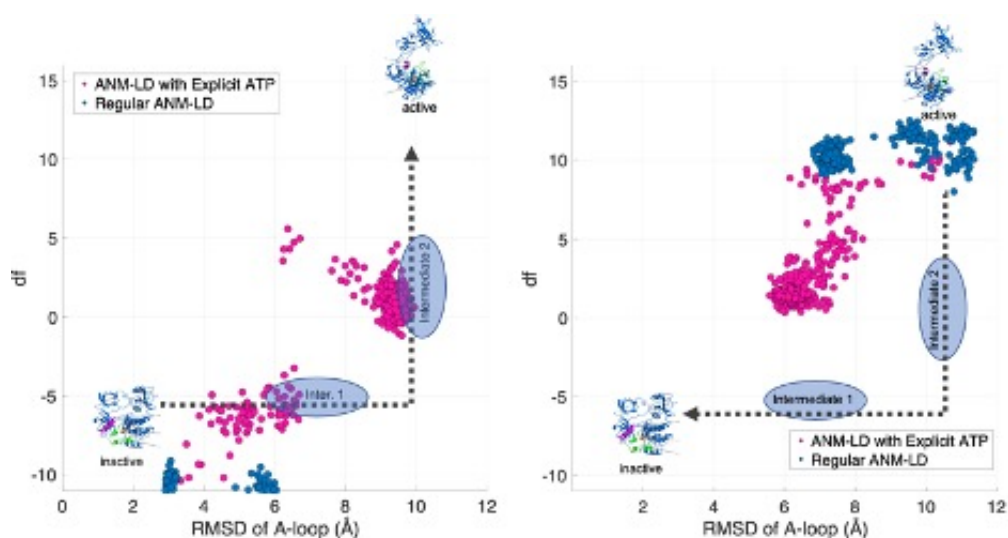 ANM-LD with Explicit ATP
Regular ANM-LD
active
15
10
5
0
-5
-10
df
Intermediate 2
Inter. 1
inactive
0 2 4 6 8 10 12
RMSD of A-loop (Å)
active
15
10
5
0
-5
-10
df
Intermediate 2
Intermediate 1
inactive
ANM-LD with Explicit ATP
Regular ANM-LD
2 4 6 8 10 12
RMSD of A-loop (Å)